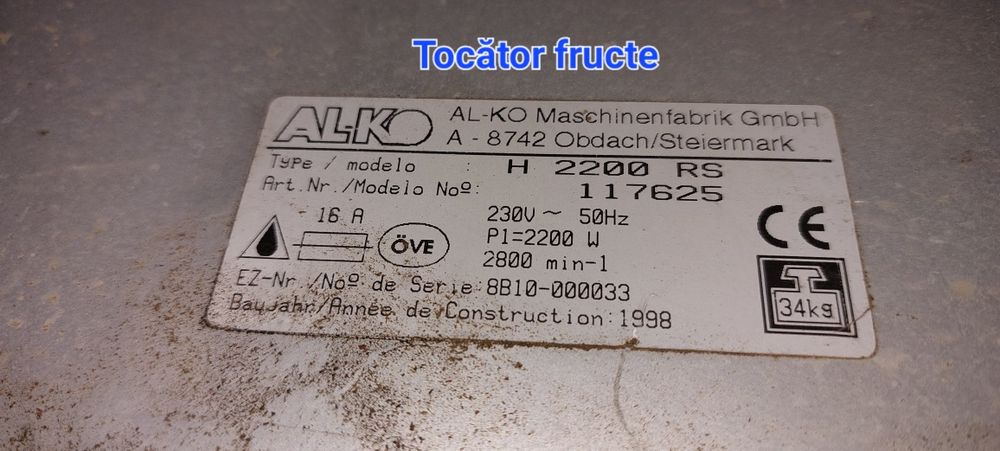 Tocător fructe
AL-KO AL-KO Maschinenfabrik GmbH
A - 8742 Obdach/Steiermark
Type / modelo : H 2200 RS
Art.Nr./Modelo Noº: 117625
16 A 230V ~ 50Hz
ÖVE P1=2200 W
2800 min-1
EZ-Nr./Noº de Serie:8B10-000033
Baujahr/Année de Construction:1998
CE
34kg